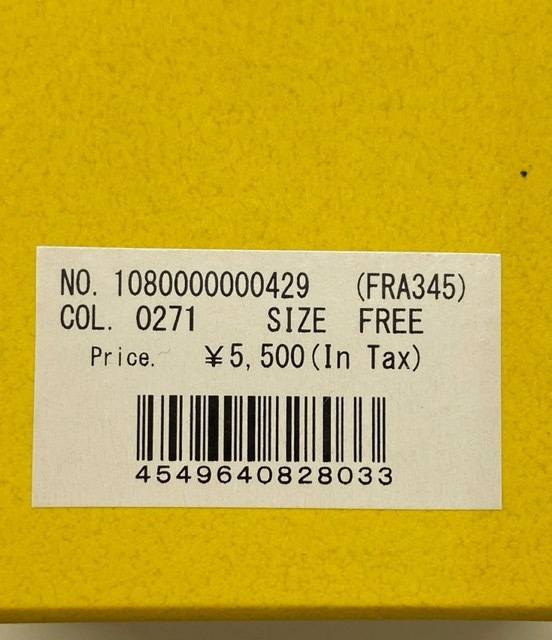 NO. 1080000000429 (FRA345)
COL. 0271 SIZE FREE
Price. ¥5,500(In Tax)
4549640828033